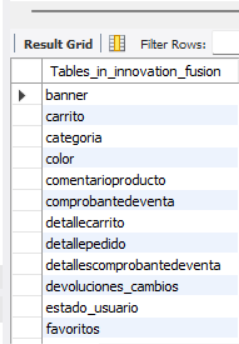 Result Grid Filter Rows:
Tables_in_innovation_fusion
banner
carrito
categoria
color
comentarioproducto
comprobantedeventa
detallecarrito
detallepedido
detallescomprobantedeventa
devoluciones_cambios
estado_usuario
favoritos